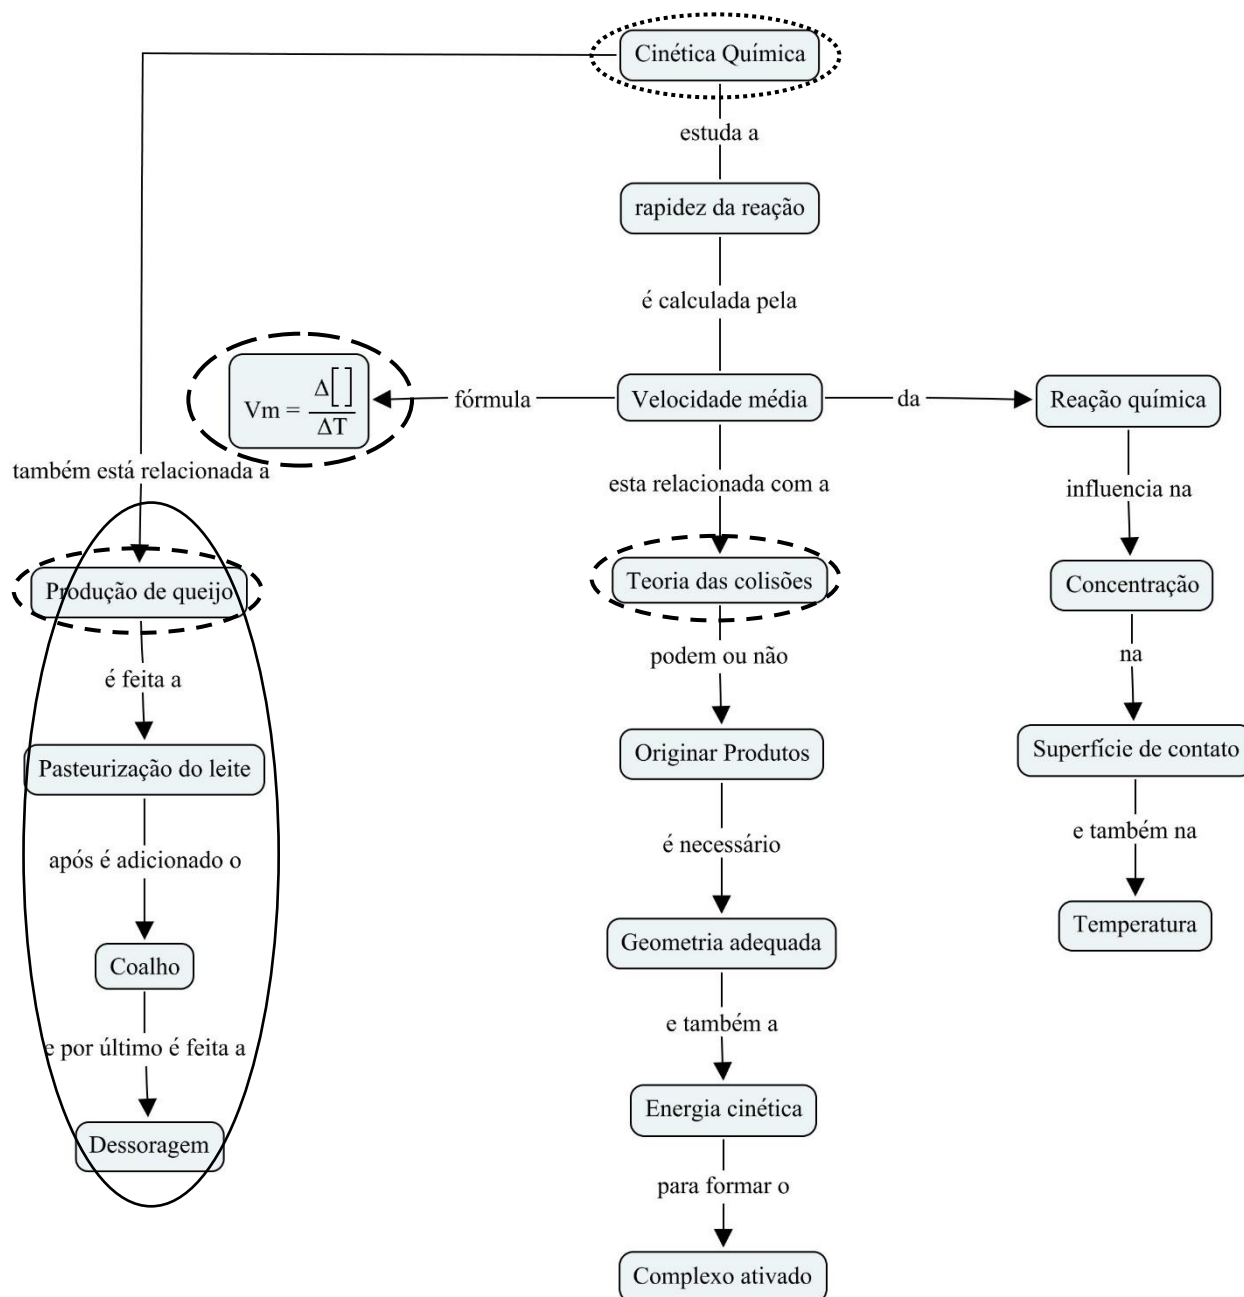 Cinética Química
estuda a
rapidez da reação
é calculada pela
Vm = Δ[ ] / ΔT
fórmula
Velocidade média
da
Reação química
também está relacionada a
esta relacionada com a
influencia na
Produção de queijo
Teoria das colisões
Concentração
é feita a
podem ou não
na
Pasteurização do leite
Originar Produtos
Superfície de contato
após é adicionado o
é necessário
e também na
Coalho
Geometria adequada
Temperatura
e por último é feita a
e também a
Dessoragem
Energia cinética
para formar o
Complexo ativado